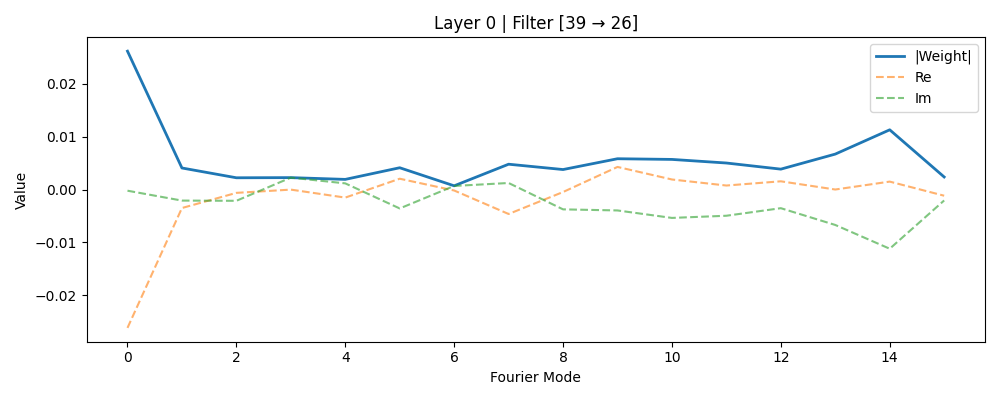 Layer 0 | Filter [39 → 26]
|Weight|
Re
Im
Value
0.02
0.01
0.00
−0.01
−0.02
0 2 4 6 8 10 12 14
Fourier Mode